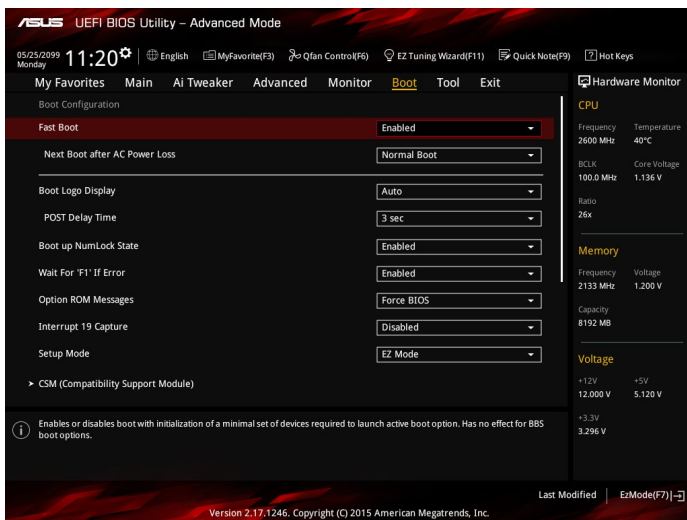 ASUS UEFI BIOS Utility – Advanced Mode
05/25/2099 Monday 11:20 English MyFavorite(F3) Qfan Control(F6) EZ Tuning Wizard(F11) Quick Note(F9) ? Hot Keys
My Favorites Main Ai Tweaker Advanced Monitor Boot Tool Exit
Boot Configuration
Fast Boot Enabled
Next Boot after AC Power Loss Normal Boot
Boot Logo Display Auto
POST Delay Time 3 sec
Boot up NumLock State Enabled
Wait For 'F1' If Error Enabled
Option ROM Messages Force BIOS
Interrupt 19 Capture Disabled
Setup Mode EZ Mode
CSM (Compatibility Support Module)
Enables or disables boot with initialization of a minimal set of devices required to launch active boot option. Has no effect for BBS
boot options.
Hardware Monitor
CPU
Frequency Temperature
2600 MHz 40°C
BCLK Core Voltage
100.0 MHz 1.136 V
Ratio
26x
Memory
Frequency Voltage
2133 MHz 1.200 V
Capacity
8192 MB
Voltage
+12V +5V
12.000 V 5.120 V
+3.3V
3.296 V
Last Modified EzMode(F7)
Version 2.17.1246. Copyright (C) 2015 American Megatrends, Inc.